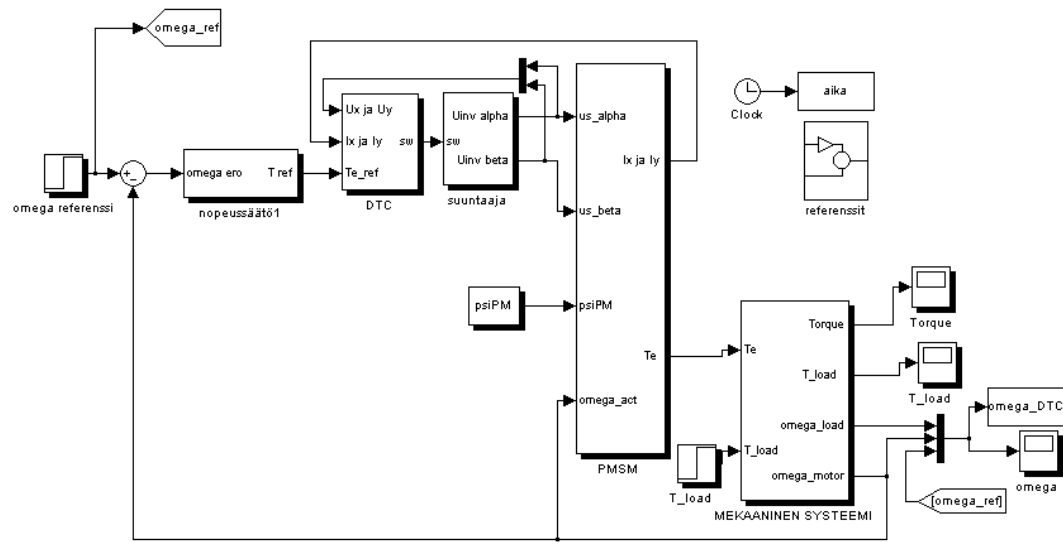 omega_ref
Ux ja Uy
Ix ja Iy
Te_ref
sw
DTC
sw
Uinv alpha
Uinv beta
suuntaaja
us_alpha
us_beta
psiPM
omega_act
Ix ja Iy
Te
PMSM
Clock
aika
referenssit
omega referenssi
+
-
omega ero
T ref
nopeussäätö1
psiPM
Te
T_load
Torque
T_load
omega_load
omega_motor
MEKAANINEN SYSTEEMI
T_load
Torque
T_load
omega_DTC
omega
[omega_ref]